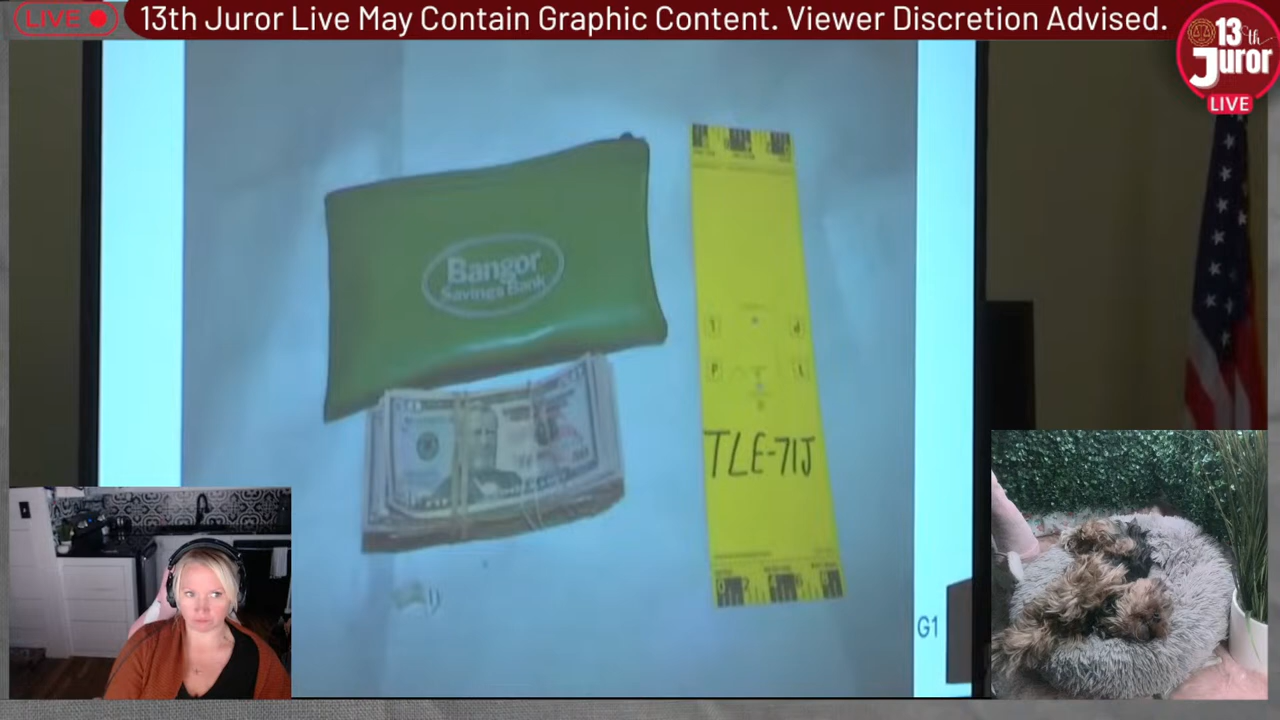 LIVE
13th Juror Live May Contain Graphic Content. Viewer Discretion Advised.
13th
Juror
LIVE
Bangor
Savings Bank
TLE-71J
G1